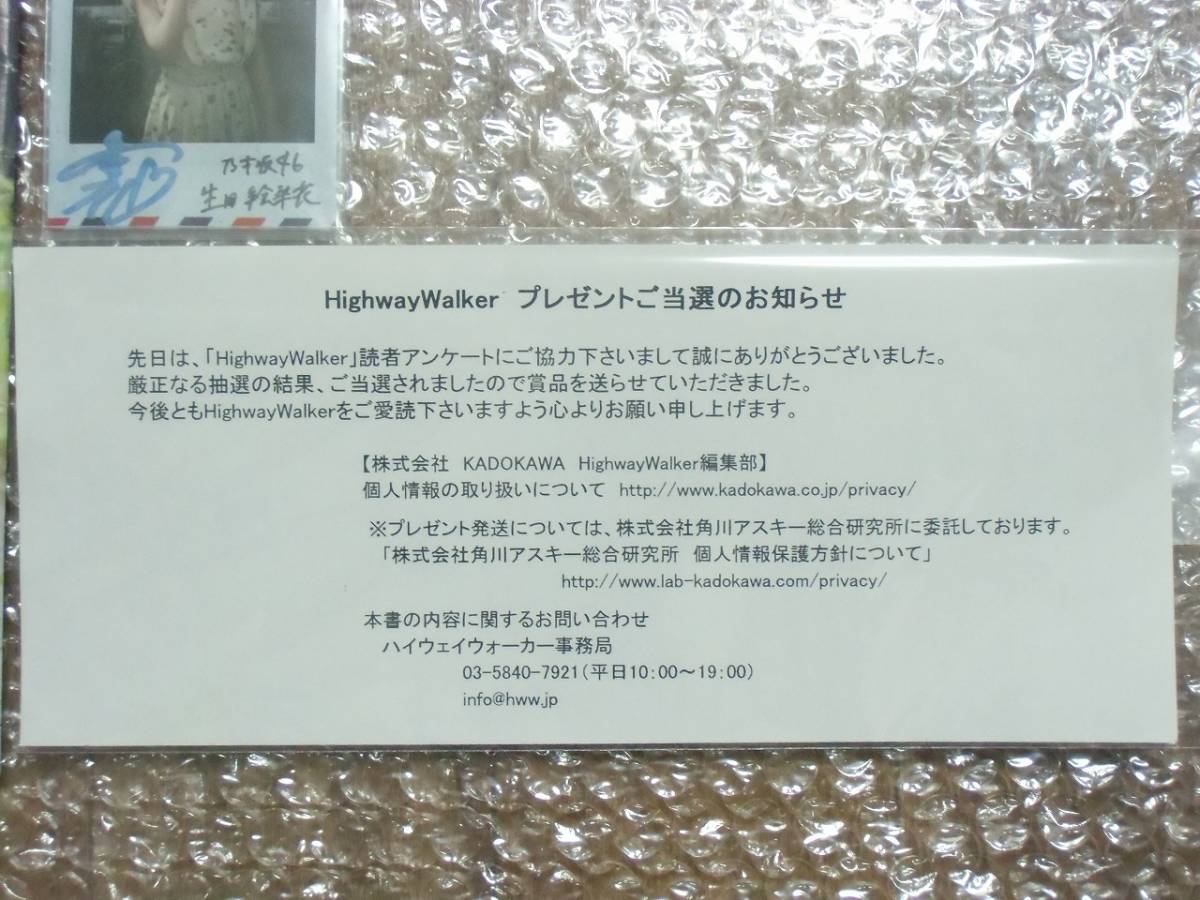 乃木坂46
生田絵梨花
HighwayWalker プレゼントご当選のお知らせ
先日は、「HighwayWalker」読者アンケートにご協力下さいまして誠にありがとうございました。
厳正なる抽選の結果、ご当選されましたので賞品を送らせていただきました。
今後ともHighwayWalkerをご愛読下さいますよう心よりお願い申し上げます。
【株式会社 KADOKAWA HighwayWalker編集部】
個人情報の取り扱いについて http://www.kadokawa.co.jp/privacy/
※プレゼント発送については、株式会社角川アスキー総合研究所に委託しております。
「株式会社角川アスキー総合研究所 個人情報保護方針について」
http://www.lab-kadokawa.com/privacy/
本書の内容に関するお問い合わせ
ハイウェイウォーカー事務局
03-5840-7921(平日10:00～19:00)
info@hww.jp